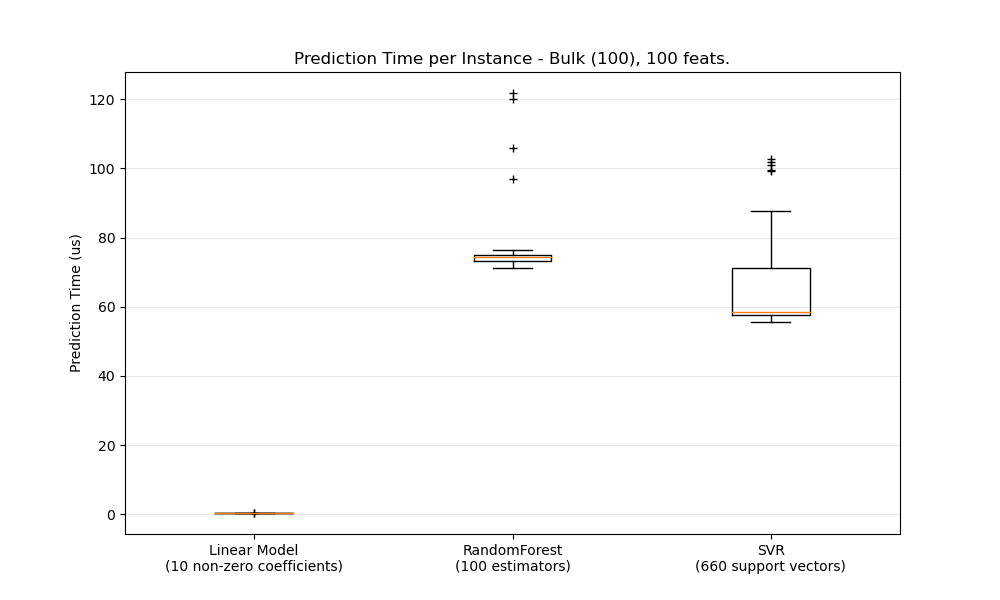 Prediction Time per Instance - Bulk (100), 100 feats.
Prediction Time (us)
120
100
80
60
40
20
0
Linear Model
(10 non-zero coefficients)
RandomForest
(100 estimators)
SVR
(660 support vectors)